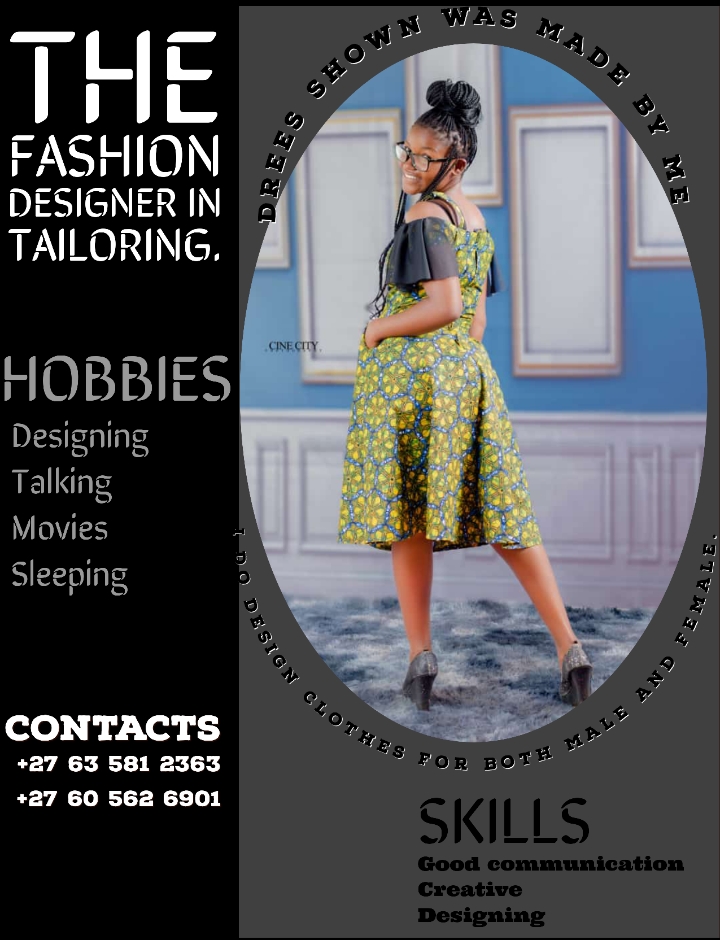 THE
FASHION
DESIGNER IN
TAILORING.
HOBBIES
Designing
Talking
Movies
Sleeping
CONTACTS
+27 63 581 2363
+27 60 562 6901
DREES SHOWN WAS MADE BY ME
CINE CITY
I DO DESIGN CLOTHES FOR BOTH MALE AND FEMALE.
SKILLS
Good communication
Creative
Designing